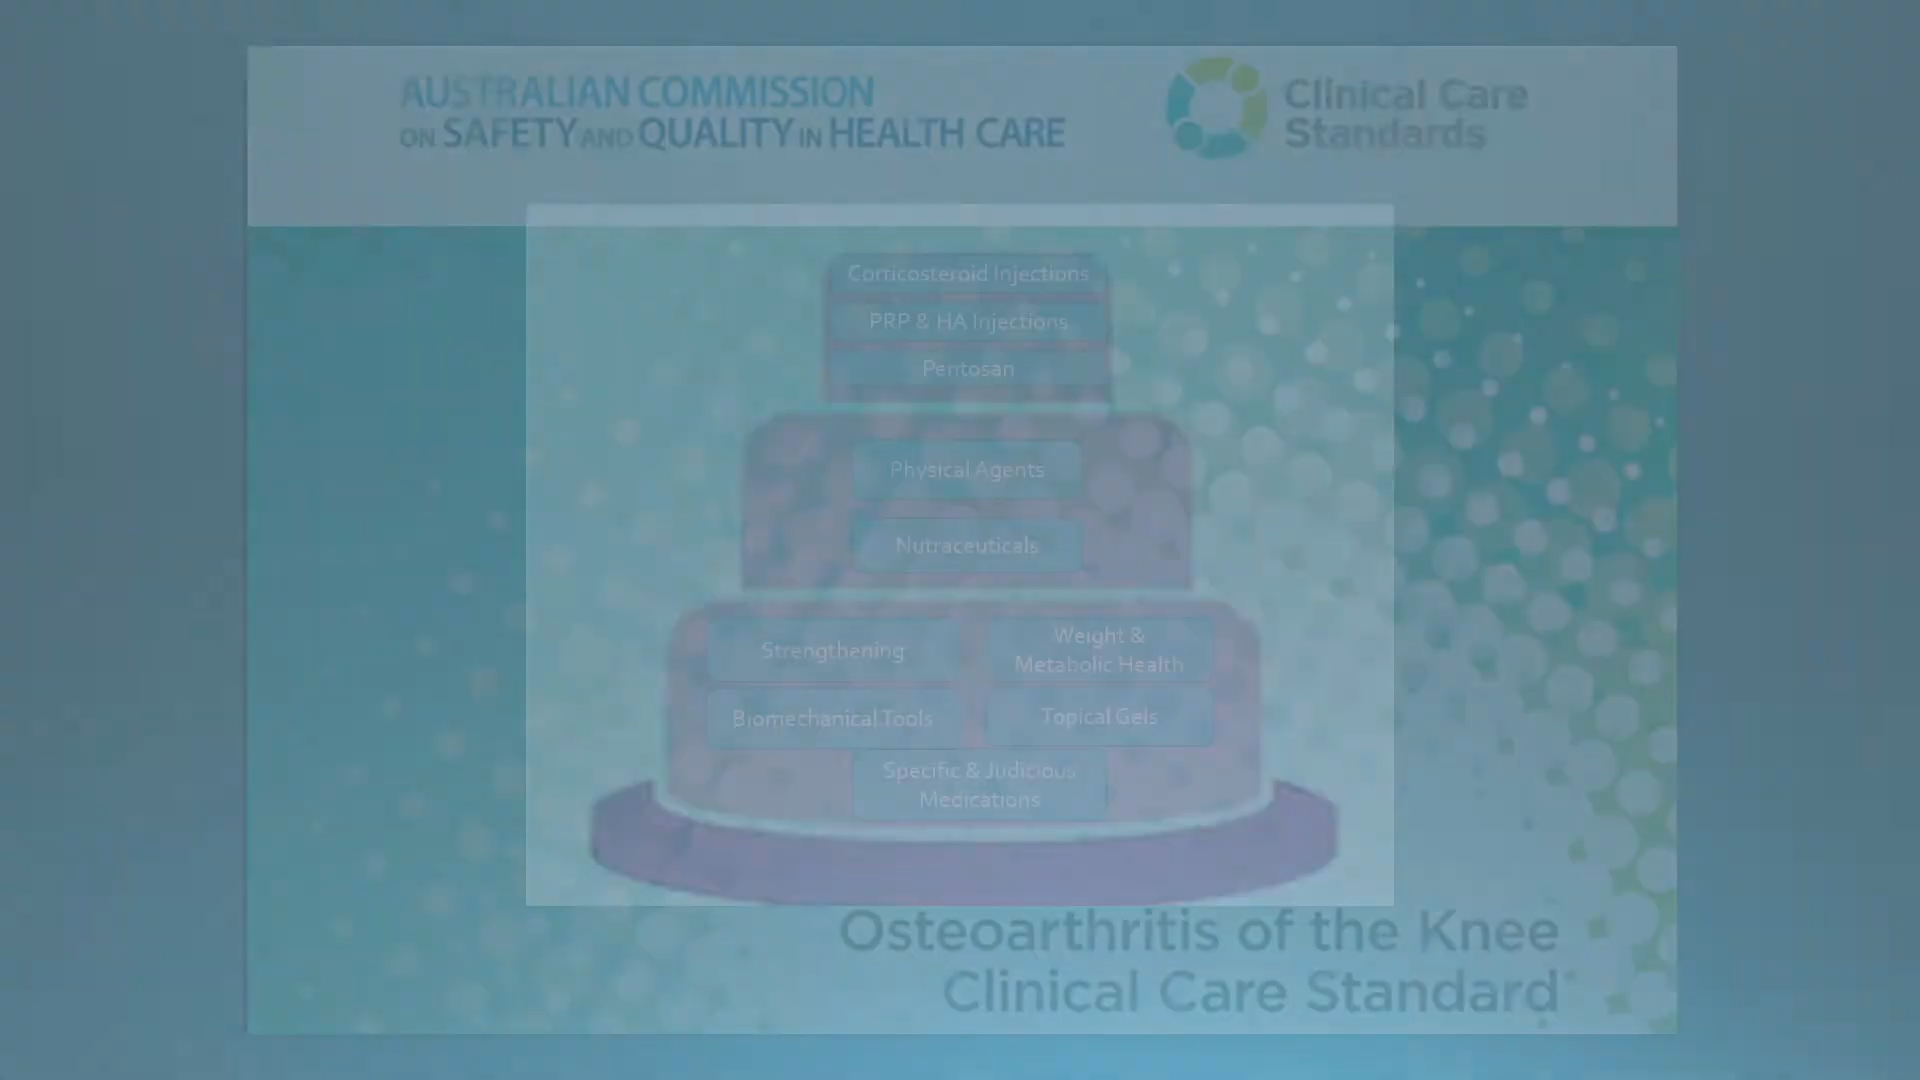 AUSTRALIAN COMMISSION
ON SAFETY AND QUALITY IN HEALTH CARE
Clinical Care
Standards
Corticosteroid Injections
PRP & HA Injections
Pentosan
Physical Agents
Nutraceuticals
Strengthening
Weight &
Metabolic Health
Biomechanical Tools
Topical Gels
Specific & Judicious
Medications
Osteoarthritis of the Knee
Clinical Care Standard